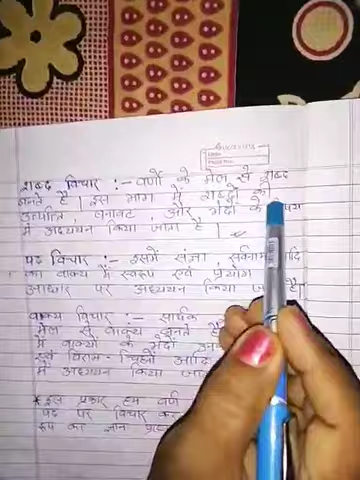 शब्द विचार :- वर्णों के मेल से शब्द
बनते है। इस भाग में शब्दों की
उत्पत्ति, बनावट और भेदों के
में अध्ययन किया जाता है।
पद विचार :- इसमें संज्ञा, सर्वनाम आदि
का वाक्य में स्वरूप एवं प्रयोग
आधार पर अध्ययन किया जाता है
वाक्य विचार :- सार्थक
मेल से वाक्य बनते है
में वाक्यों के भेदों
एवं विराम-चिह्नों आदि
में अध्ययन किया
* इस प्रकार हम वर्ण
पद पर विचार कर
रूप का ज्ञान